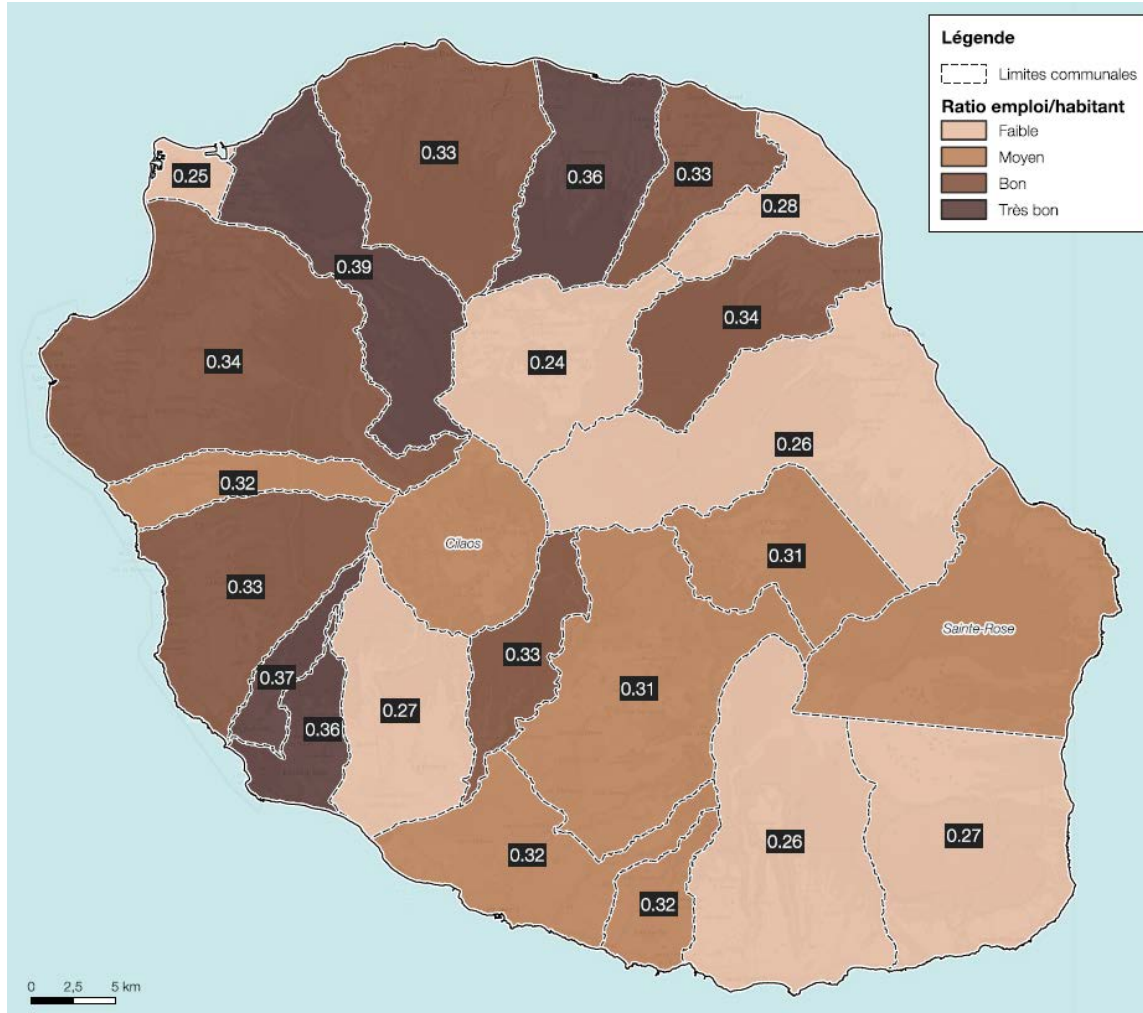 Légende
Limites communales
Ratio emploi/habitant
Faible
Moyen
Bon
Très bon
0.33
0.25
0.36
0.33
0.28
0.39
0.34
0.34
0.24
0.26
0.32
Cilaos
0.31
0.33
Sainte-Rose
0.33
0.37
0.31
0.27
0.36
0.26
0.27
0.32
0.32
0 2,5 5 km